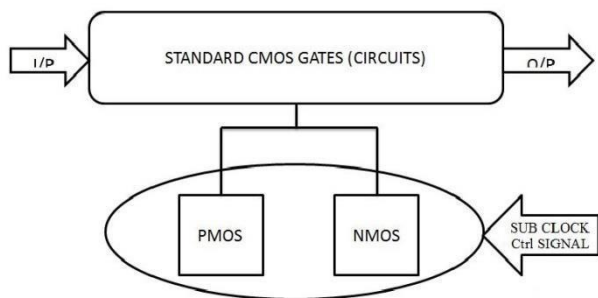 STANDARD CMOS GATES (CIRCUITS)
I/P
O/P
PMOS
NMOS
SUB CLOCK
Ctrl SIGNAL